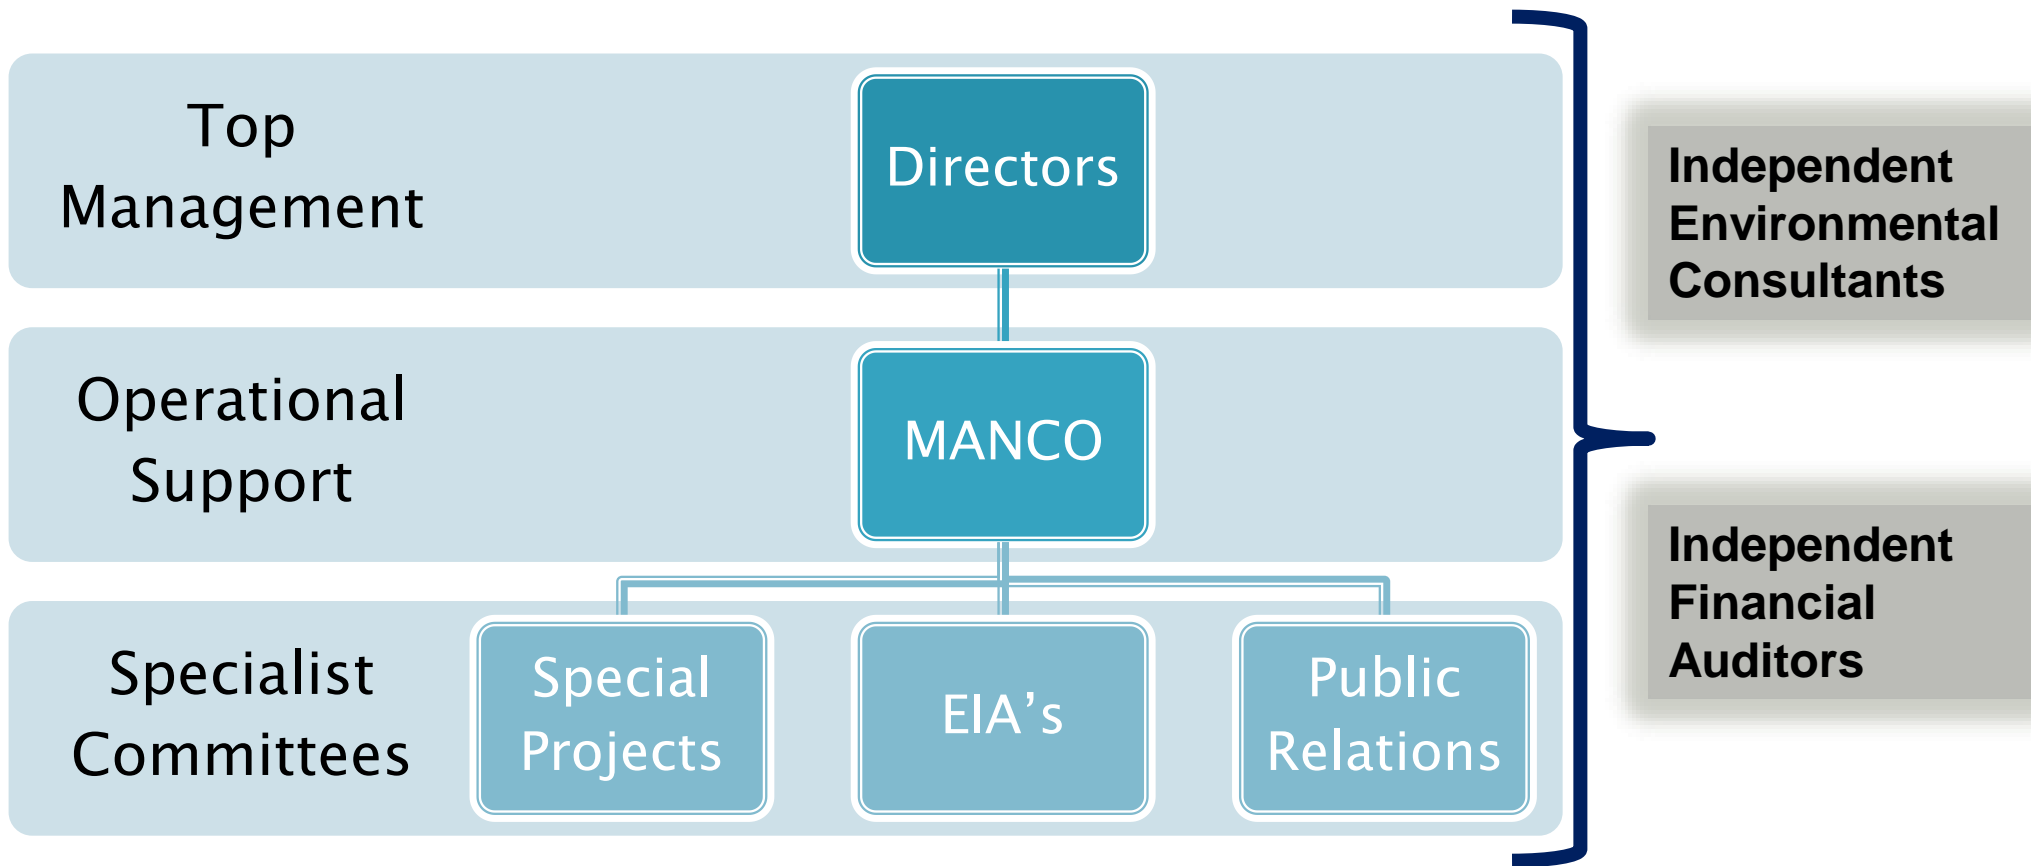 Top
Management
Directors
Independent
Environmental
Consultants
Operational
Support
MANCO
Independent
Financial
Auditors
Specialist
Committees
Special
Projects
EIA’s
Public
Relations